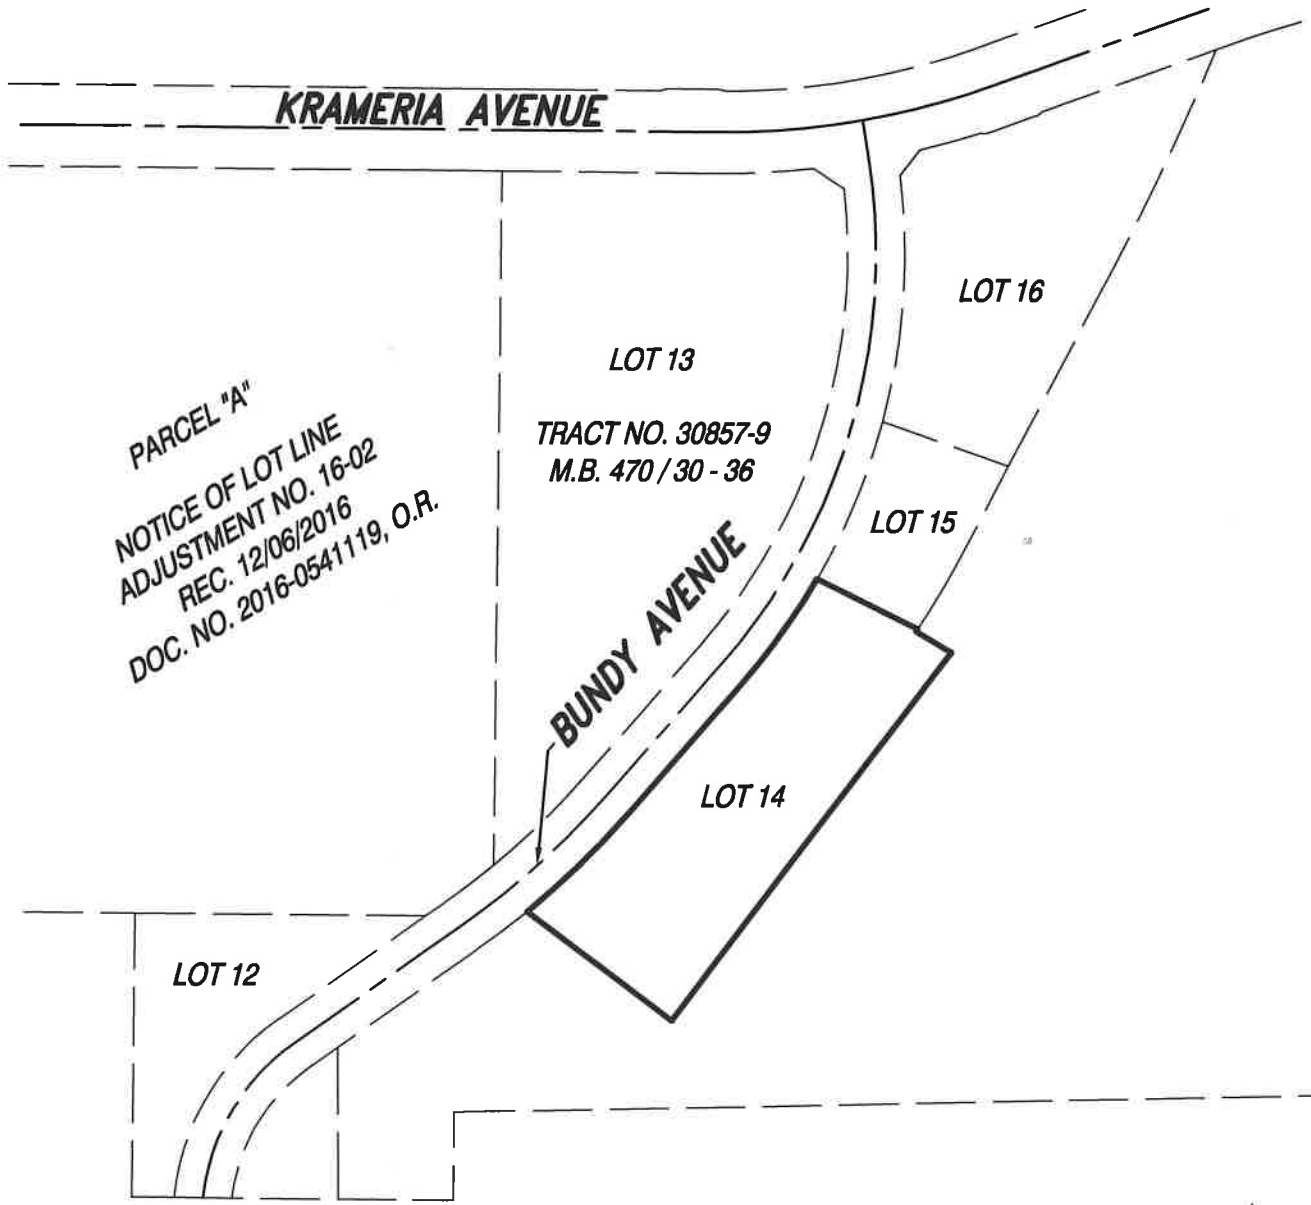 KRAMERIA AVENUE
LOT 16
LOT 13
TRACT NO. 30857-9
M.B. 470 / 30 - 36
PARCEL "A"
NOTICE OF LOT LINE
ADJUSTMENT NO. 16-02
REC. 12/06/2016
DOC. NO. 2016-0541119, O.R.
LOT 15
BUNDY AVENUE
LOT 14
LOT 12